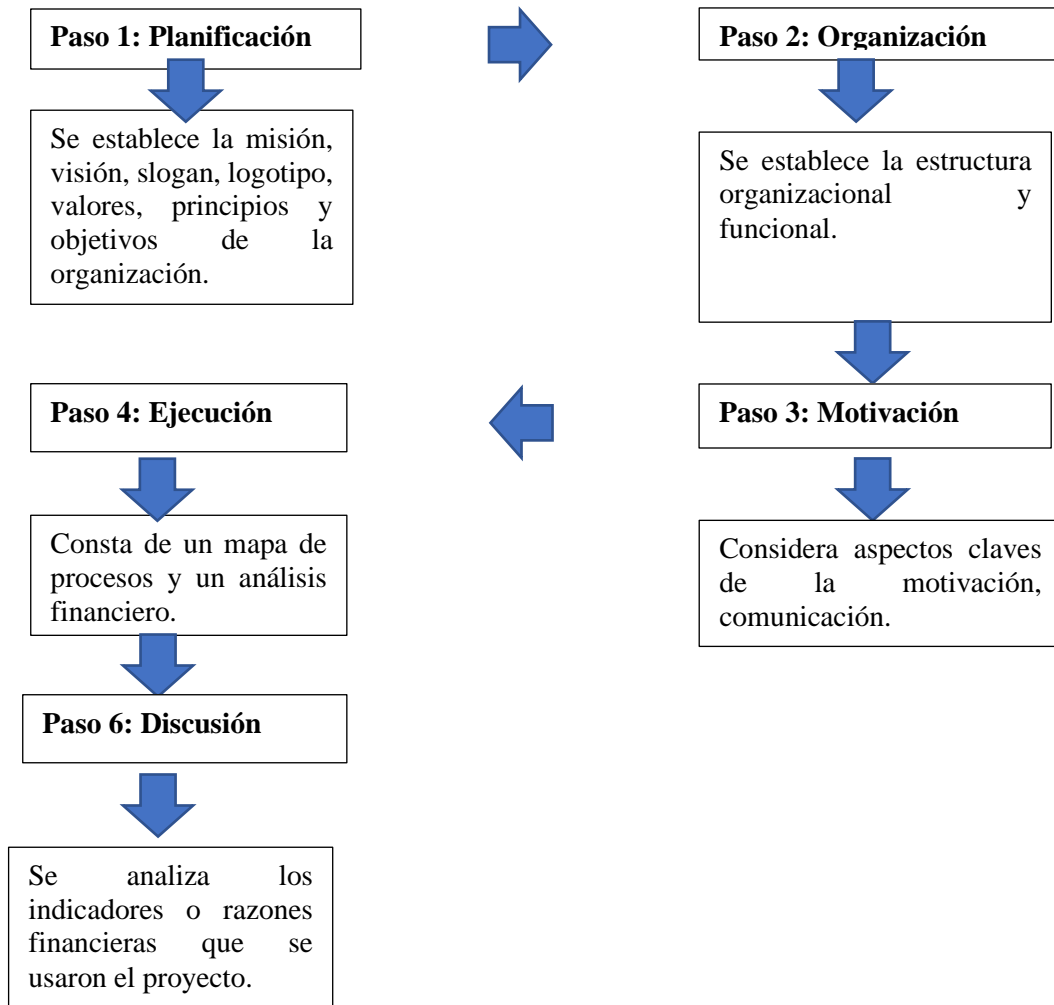 Paso 1: Planificación
Paso 2: Organización
Se establece la misión,
visión, slogan, logotipo,
valores, principios y
objetivos de la
organización.
Se establece la estructura
organizacional y
funcional.
Paso 4: Ejecución
Paso 3: Motivación
Consta de un mapa de
procesos y un análisis
financiero.
Considera aspectos claves
de la motivación,
comunicación.
Paso 6: Discusión
Se analiza los
indicadores o razones
financieras que se
usaron el proyecto.